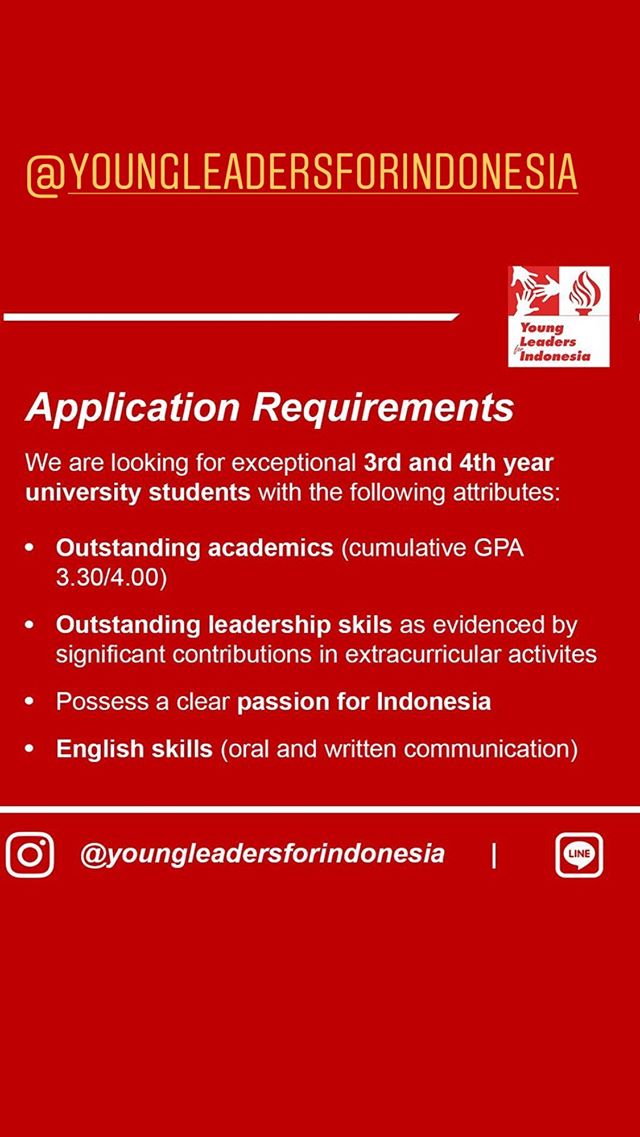 @YOUNGLEADERSFORINDONESIA
Young
Leaders
for Indonesia
Application Requirements
We are looking for exceptional 3rd and 4th year
university students with the following attributes:
• Outstanding academics (cumulative GPA
3.30/4.00)
• Outstanding leadership skils as evidenced by
significant contributions in extracurricular activites
• Possess a clear passion for Indonesia
• English skills (oral and written communication)
@youngleadersforindonesia |
LINE